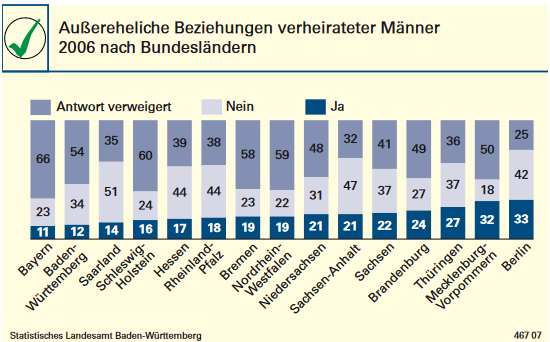 Außereheliche Beziehungen verheirateter Männer
2006 nach Bundesländern
Antwort verweigert Nein Ja
66 54 35 60 39 38 58 59 48 32 41 49 36 50 25
23 34 51 24 44 44 23 22 31 47 37 27 37 18 42
11 12 14 16 17 18 19 19 21 21 22 24 27 32 33
Bayern
Baden-
Württemberg
Saarland
Schleswig-
Holstein
Hessen
Rheinland-
Pfalz
Bremen
Nordrhein-
Westfalen
Niedersachsen
Sachsen-Anhalt
Sachsen
Brandenburg
Thüringen
Mecklenburg-
Vorpommern
Berlin
Statistisches Landesamt Baden-Württemberg 467 07